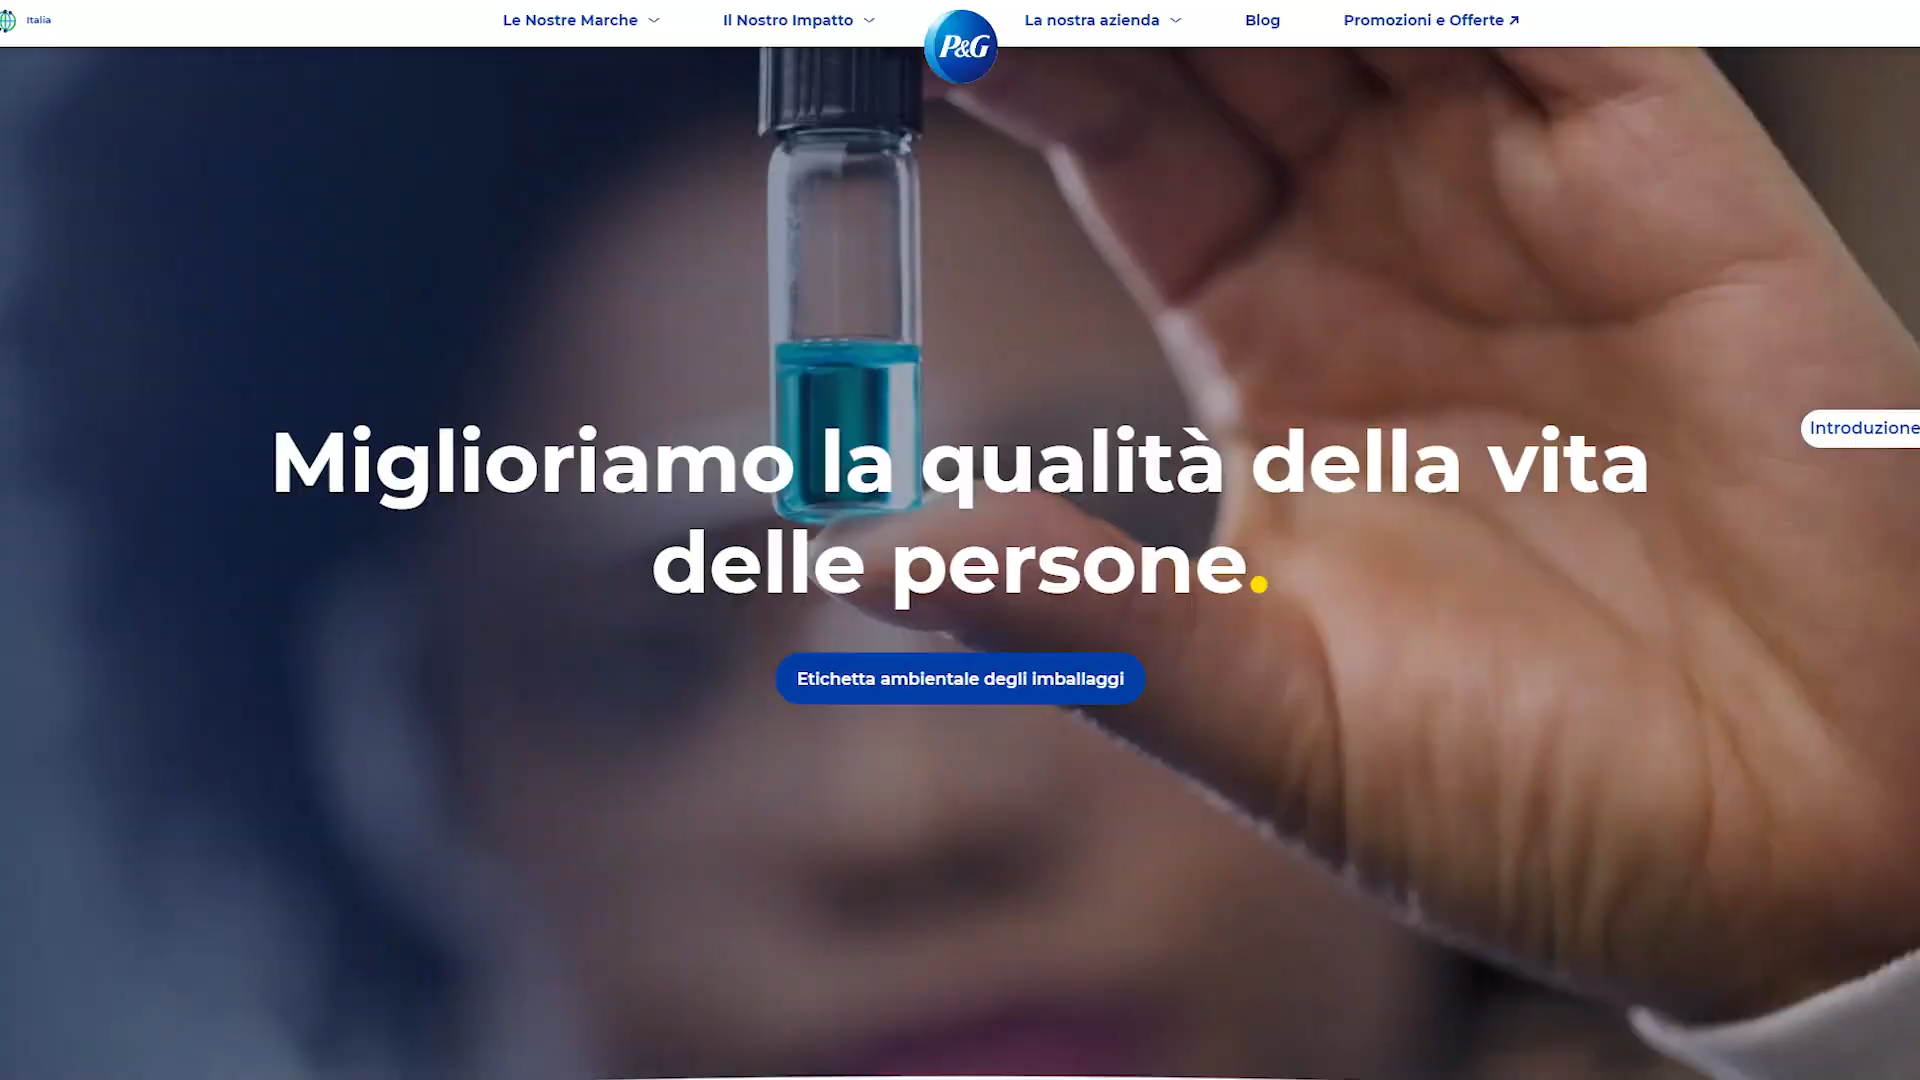 Italia
Le Nostre Marche
Il Nostro Impatto
P&G
La nostra azienda
Blog
Promozioni e Offerte
Miglioriamo la qualità della vita
delle persone.
Introduzione
Etichetta ambientale degli imballaggi